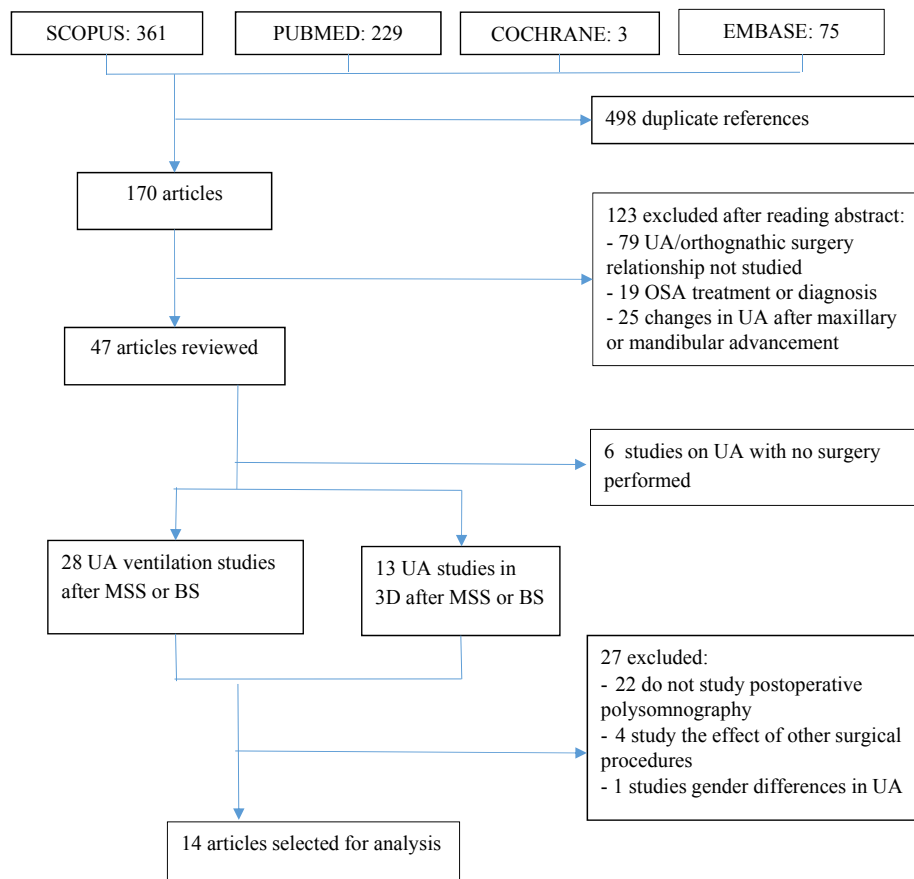 SCOPUS: 361
PUBMED: 229
COCHRANE: 3
EMBASE: 75
498 duplicate references
170 articles
123 excluded after reading abstract:
- 79 UA/orthognathic surgery
relationship not studied
- 19 OSA treatment or diagnosis
- 25 changes in UA after maxillary
or mandibular advancement
47 articles reviewed
6 studies on UA with no surgery
performed
28 UA ventilation studies
after MSS or BS
13 UA studies in
3D after MSS or BS
27 excluded:
- 22 do not study postoperative
polysomnography
- 4 study the effect of other surgical
procedures
- 1 studies gender differences in UA
14 articles selected for analysis